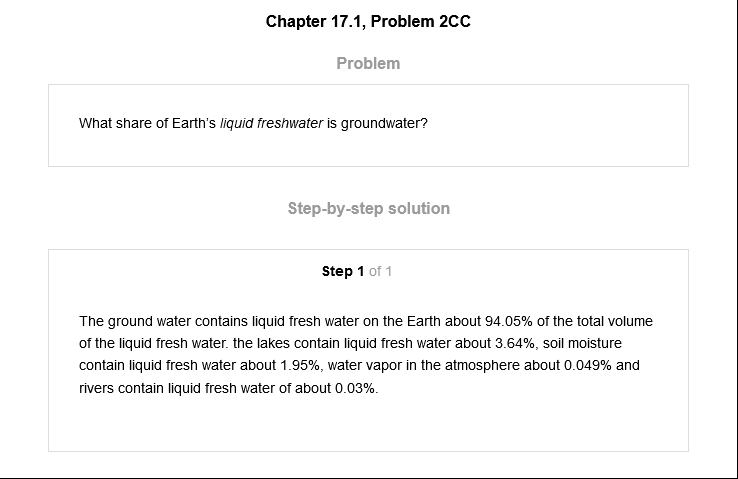 Chapter 17.1, Problem 2CC
Problem
What share of Earth's liquid freshwater is groundwater?
Step-by-step solution
Step 1 of 1
The ground water contains liquid fresh water on the Earth about 94.05% of the total volume
of the liquid fresh water. the lakes contain liquid fresh water about 3.64%, soil moisture
contain liquid fresh water about 1.95%, water vapor in the atmosphere about 0.049% and
rivers contain liquid fresh water of about 0.03%.